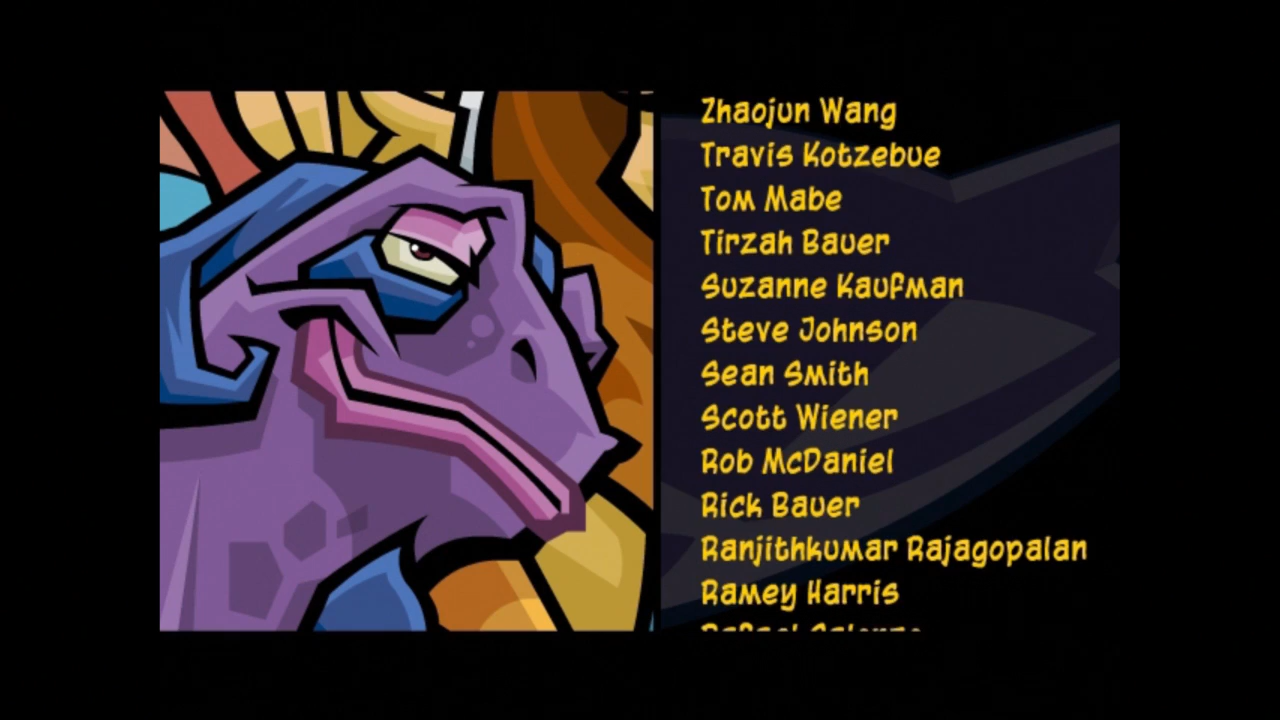 Zhaojun Wang
Travis Kotzebue
Tom Mabe
Tirzah Bauer
Suzanne Kaufman
Steve Johnson
Sean Smith
Scott Wiener
Rob McDaniel
Rick Bauer
Ranjithkumar Rajagopalan
Ramey Harris